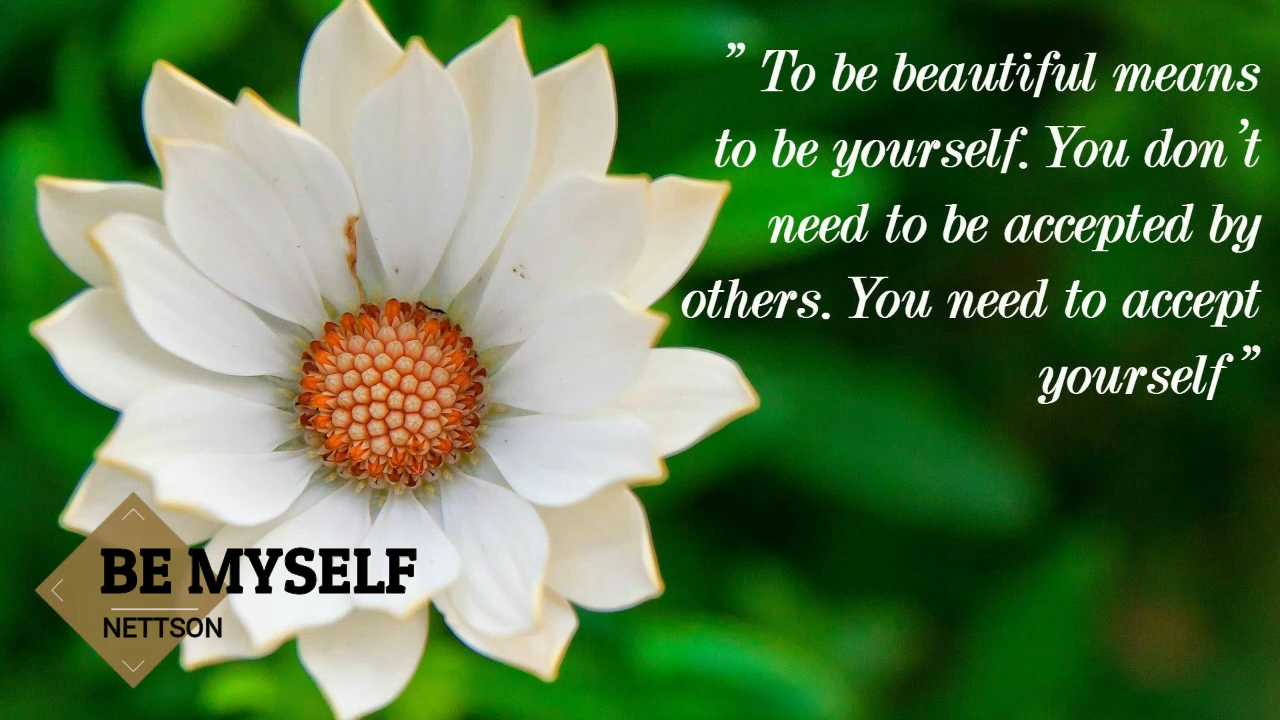 ” To be beautiful means
to be yourself. You don’t
need to be accepted by
others. You need to accept
yourself”
BE MYSELF
NETTSON